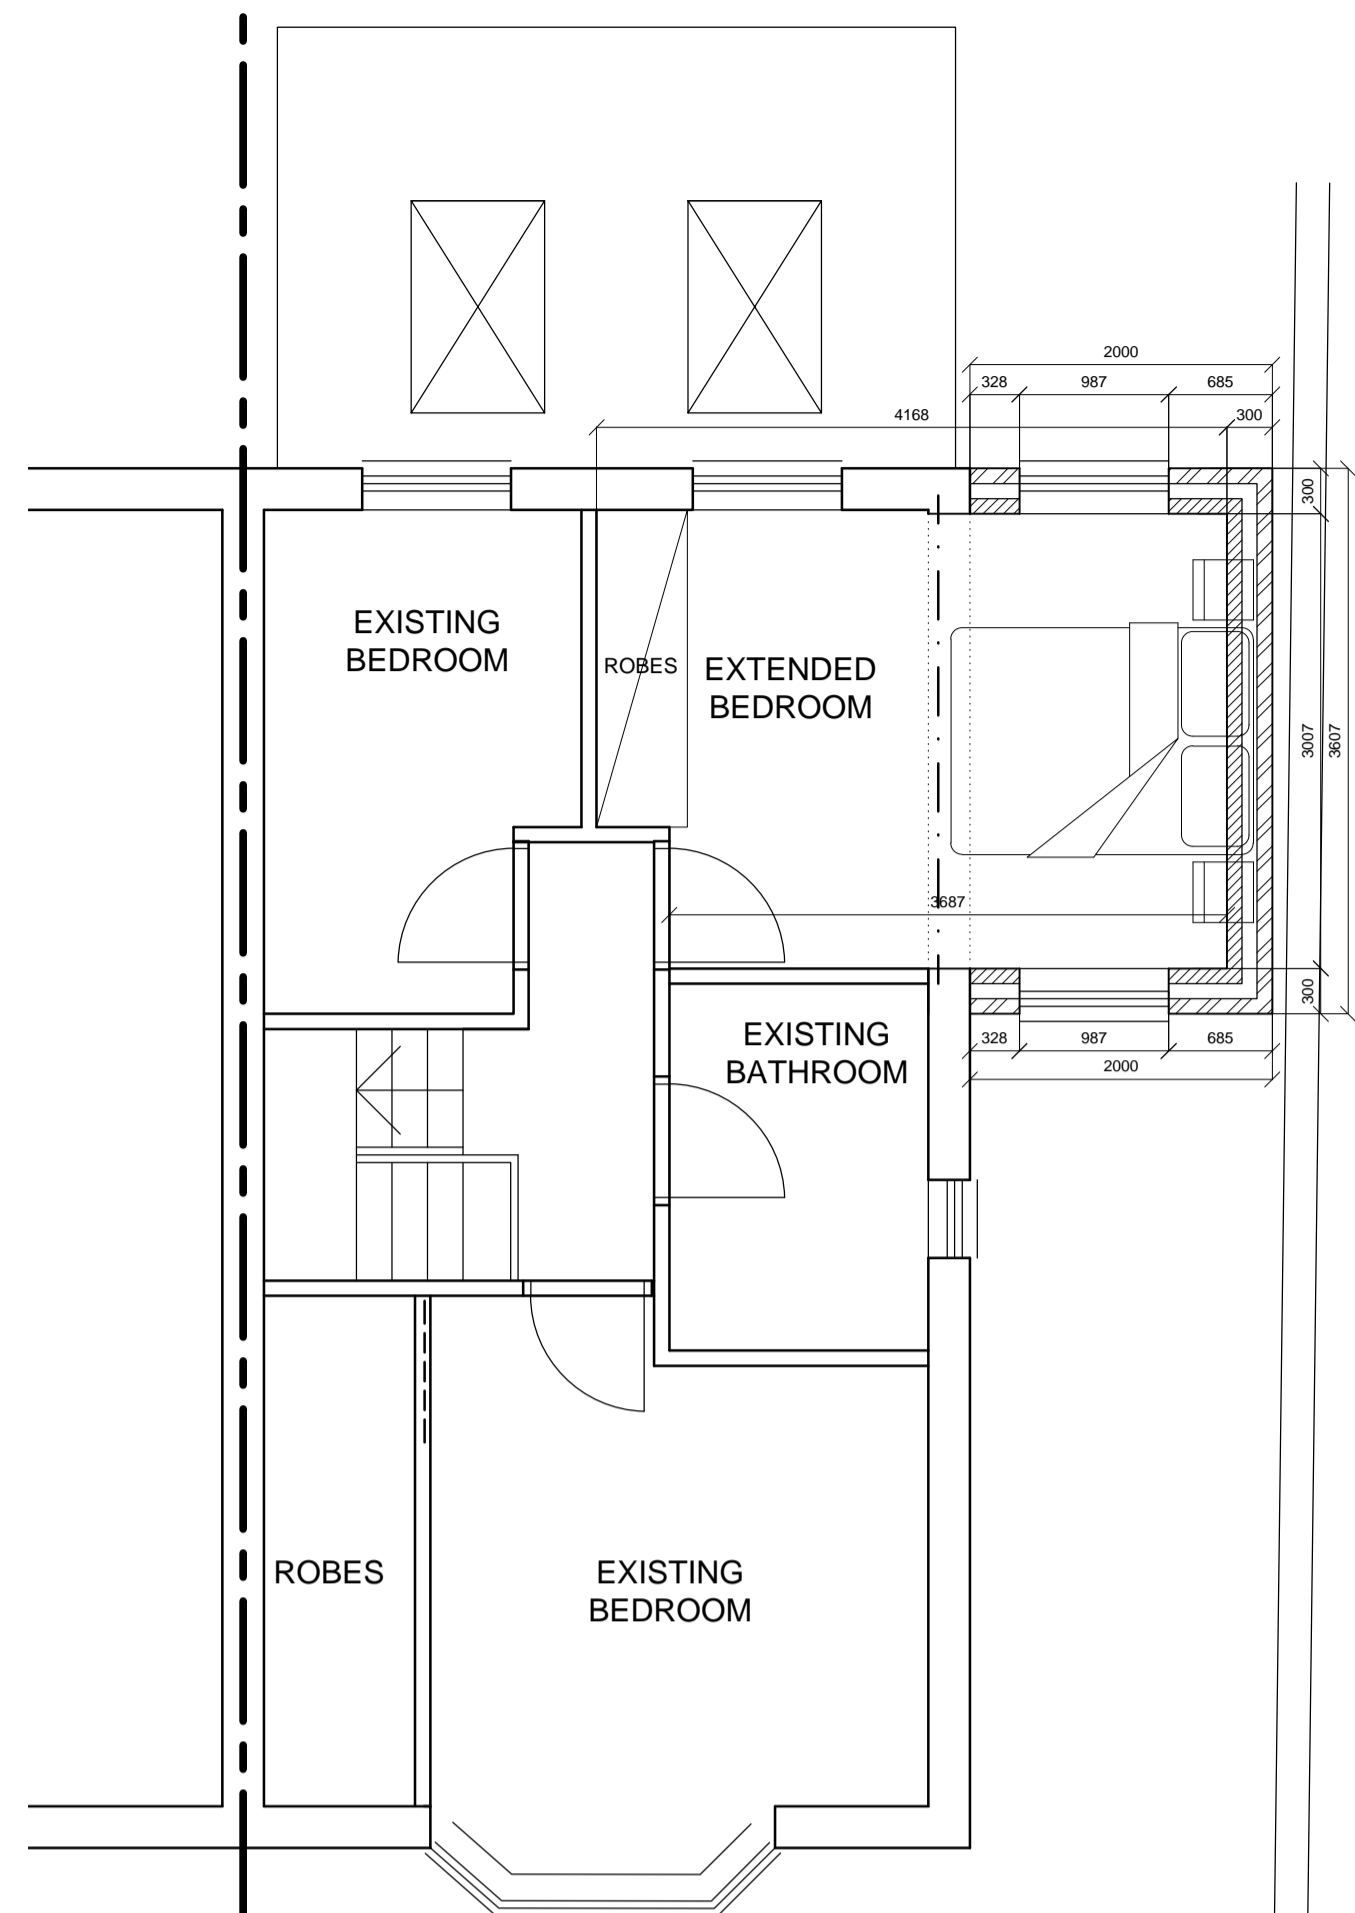 2000
328 987 685
4168 300
300
EXISTING
BEDROOM
ROBES
EXTENDED
BEDROOM
3007
3607
3687
300
EXISTING
BATHROOM
328 987 685
2000
ROBES
EXISTING
BEDROOM